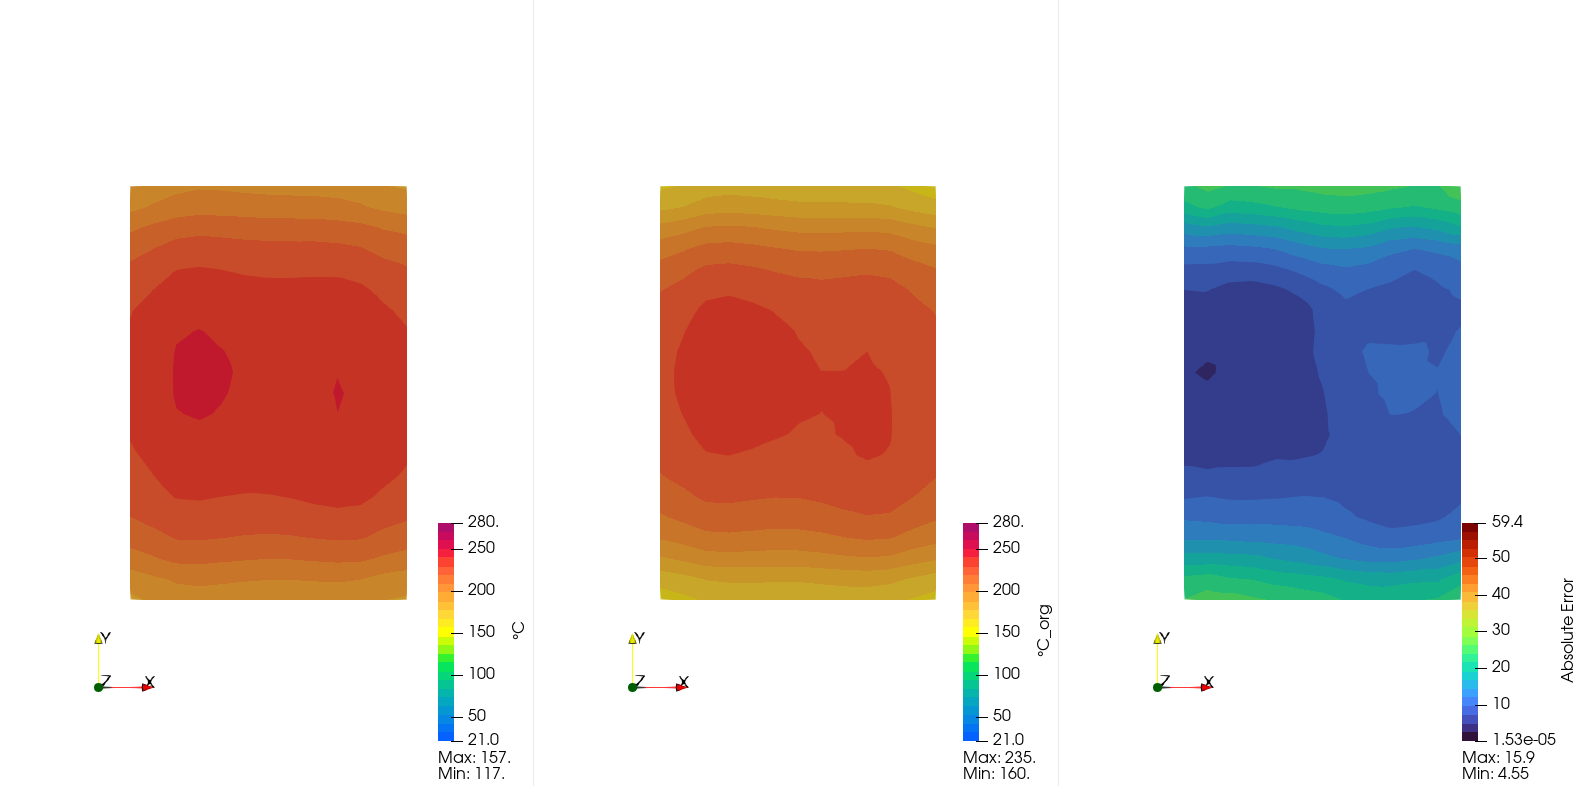 280.
250
200
150
100
50
21.0
°C
Max: 157.
Min: 117.
Y
Z
X
280.
250
200
150
100
50
21.0
°C_org
Max: 235.
Min: 160.
Y
Z
X
59.4
50
40
30
20
10
1.53e-05
Absolute Error
Max: 15.9
Min: 4.55
Y
Z
X